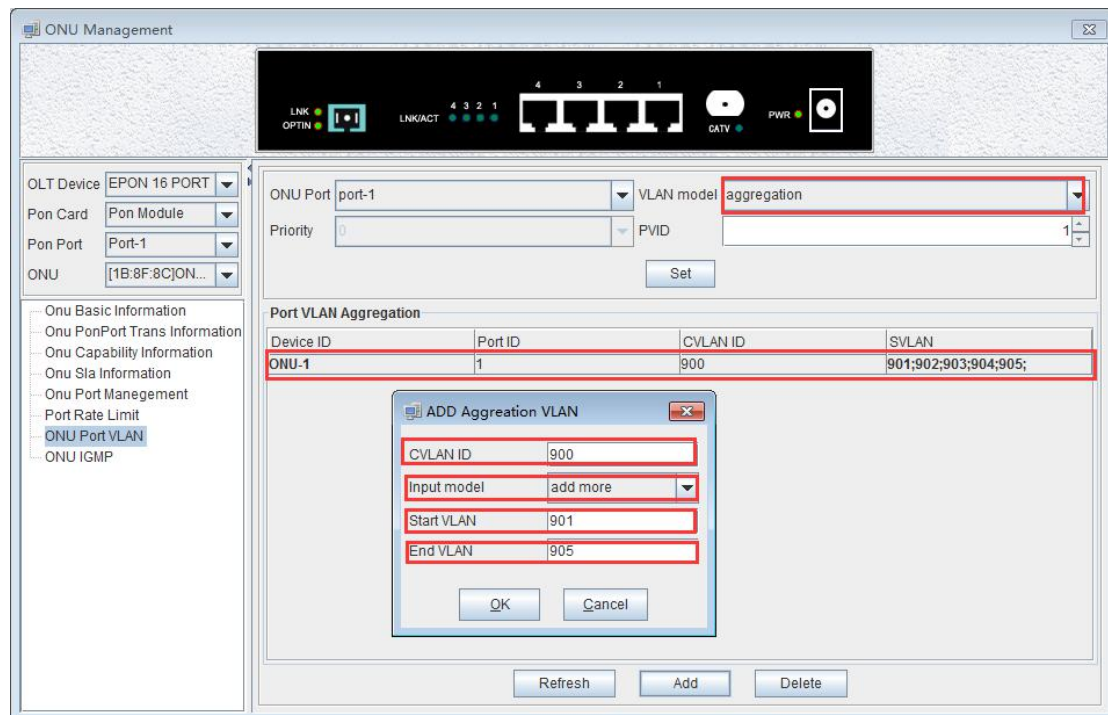 ONU Management
4 3 2 1
LNK
OPTIN
LNK/ACT 4 3 2 1
CATV
PWR
OLT Device EPON 16 PORT
Pon Card Pon Module
Pon Port Port-1
ONU [1B:8F:8C]ON...
Onu Basic Information
Onu PonPort Trans Information
Onu Capability Information
Onu Sla Information
Onu Port Manegement
Port Rate Limit
ONU Port VLAN
ONU IGMP
ONU Port port-1 VLAN model aggregation
Priority 0 PVID 1
Set
Port VLAN Aggregation
Device ID Port ID CVLAN ID SVLAN
ONU-1 1 900 901;902;903;904;905;
ADD Aggreation VLAN
CVLAN ID 900
Input model add more
Start VLAN 901
End VLAN 905
OK Cancel
Refresh Add Delete